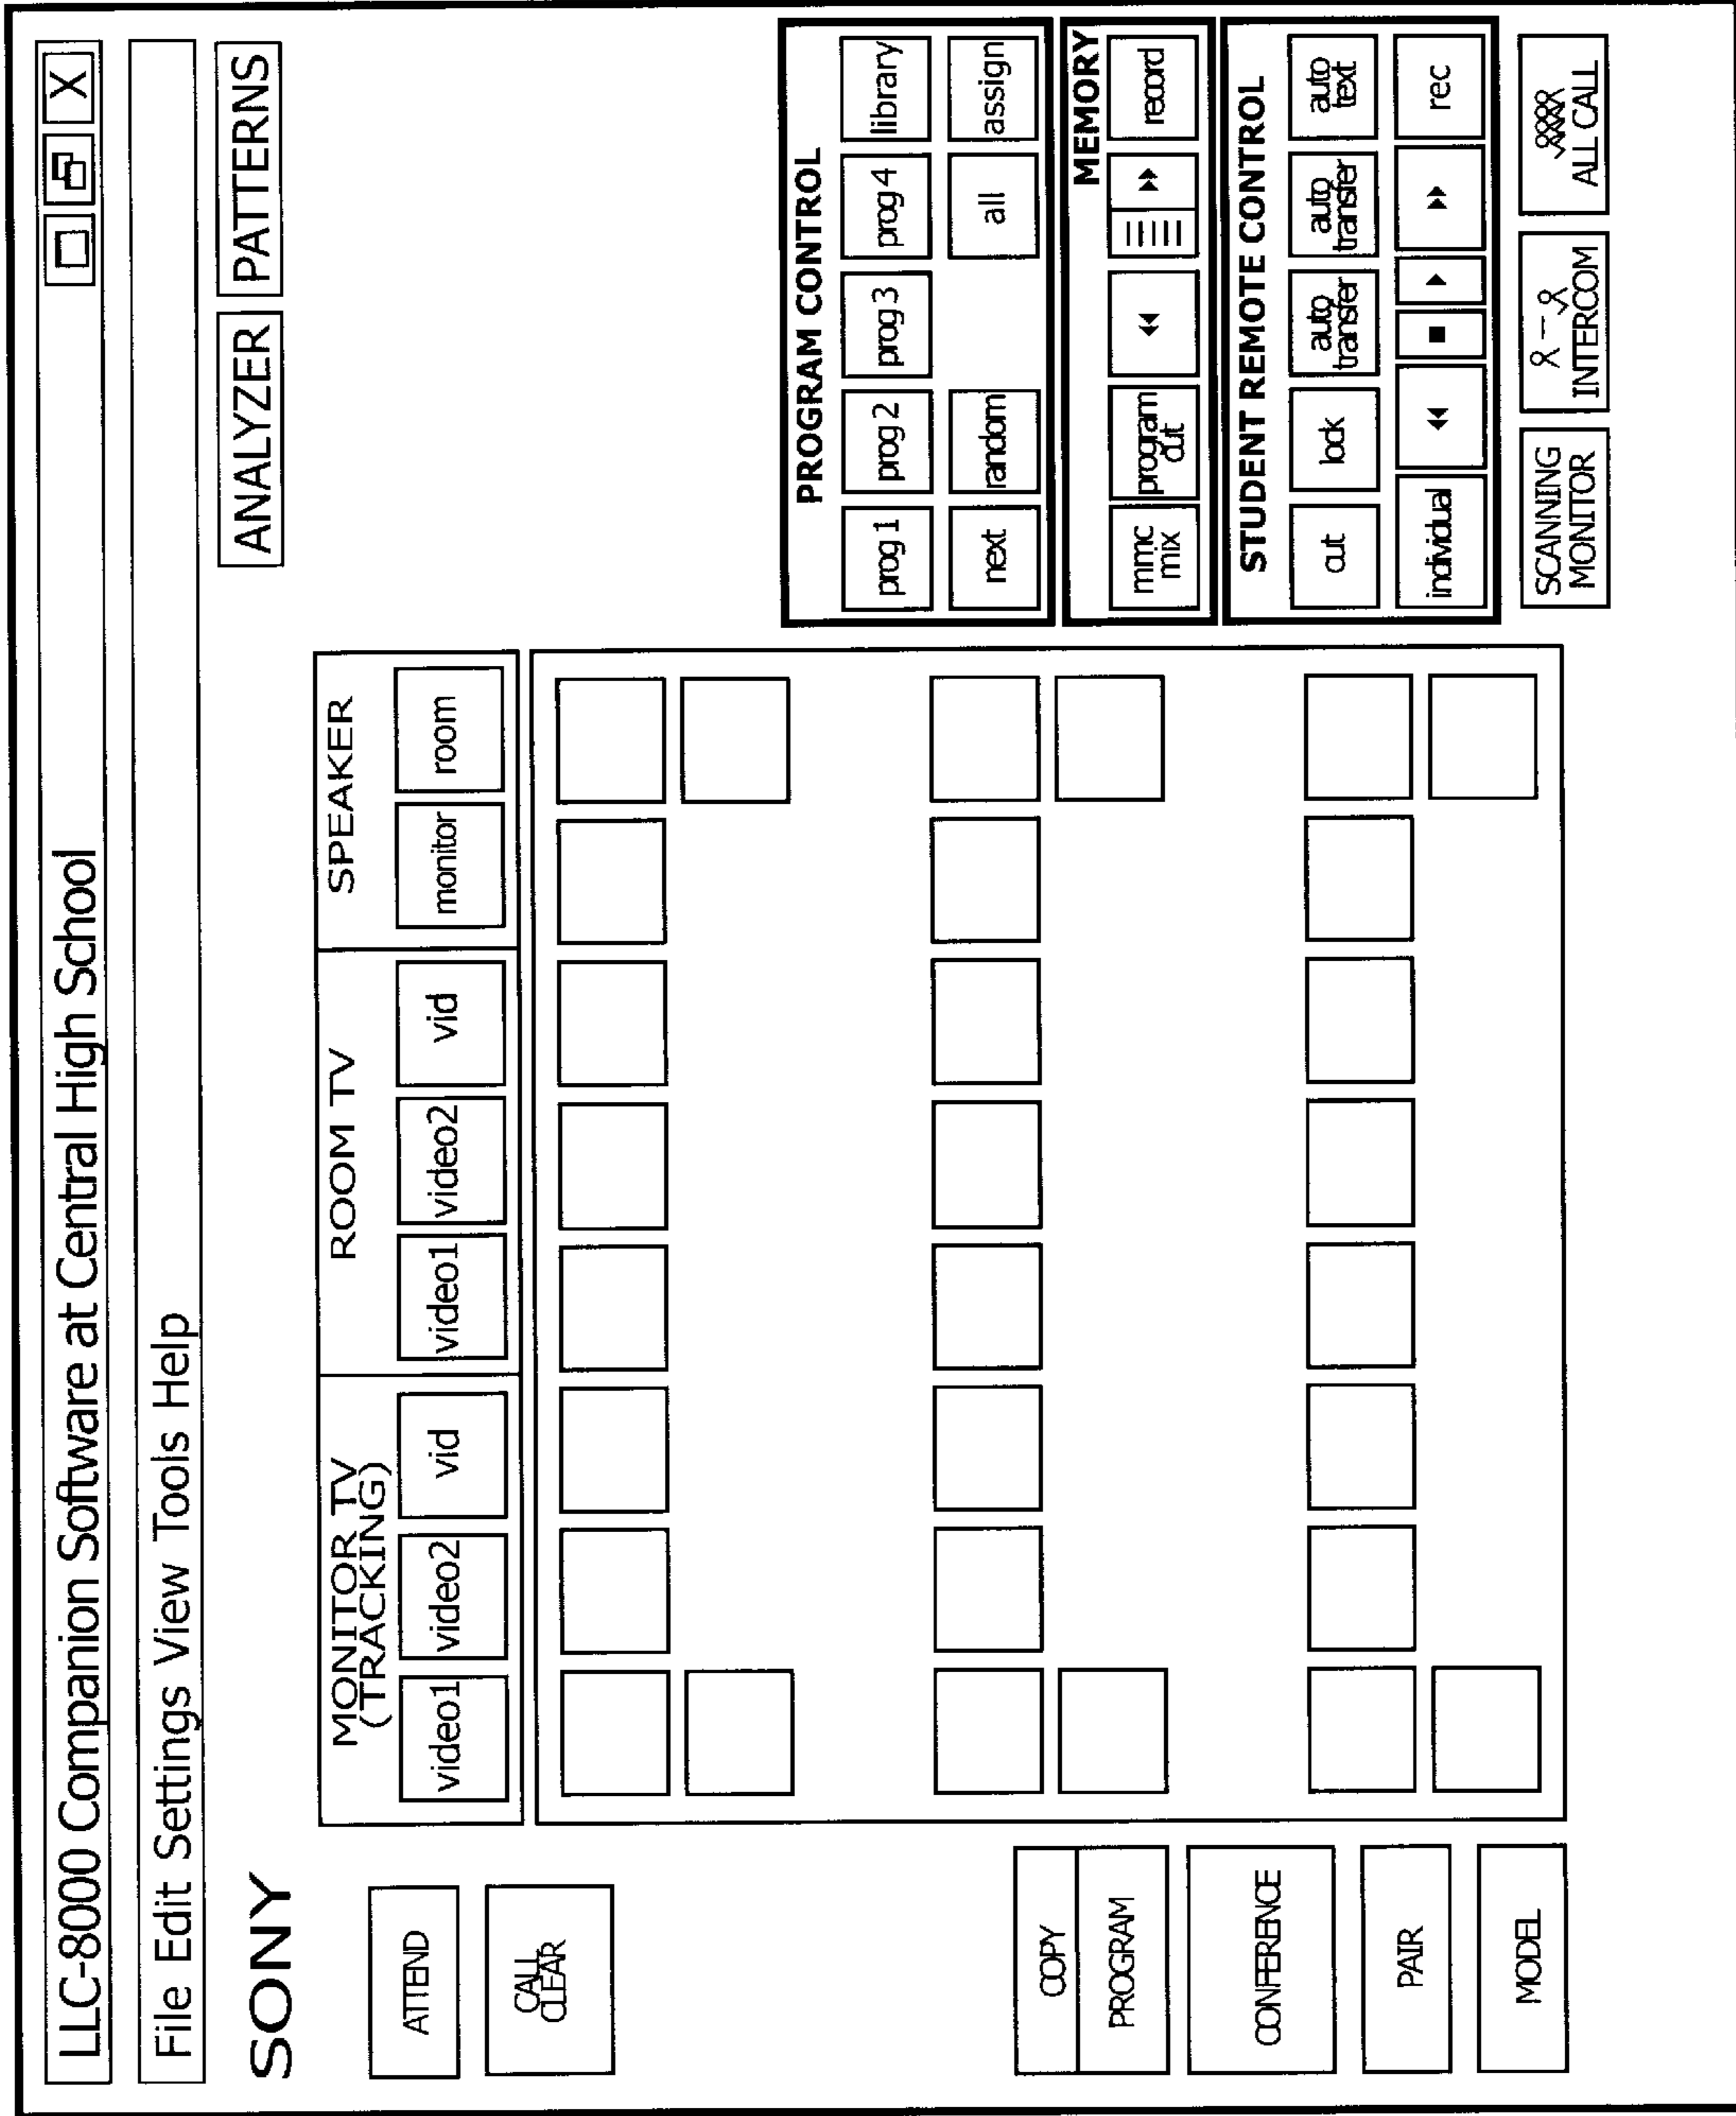 LLC-8000 Companion Software at Central High School X
File Edit Settings View Tools Help
SONY
ANALYZER PATTERNS
MONITOR TV
(TRACKING)
ROOM TV
SPEAKER
video1 video2 vid video1 video2 vid monitor room
ATTEND
CALL
CLEAR
COPY
PROGRAM
CONFERENCE
PAIR
MODEL
PROGRAM CONTROL
prog 1 prog 2 prog 3 prog 4 library
next random all assign
MEMORY
mmc
mix
program
out
record
STUDENT REMOTE CONTROL
out lock
auto
transfer
auto
transfer
auto
text
individual rec
SCANNING
MONITOR
INTERCOM
ALL CALL